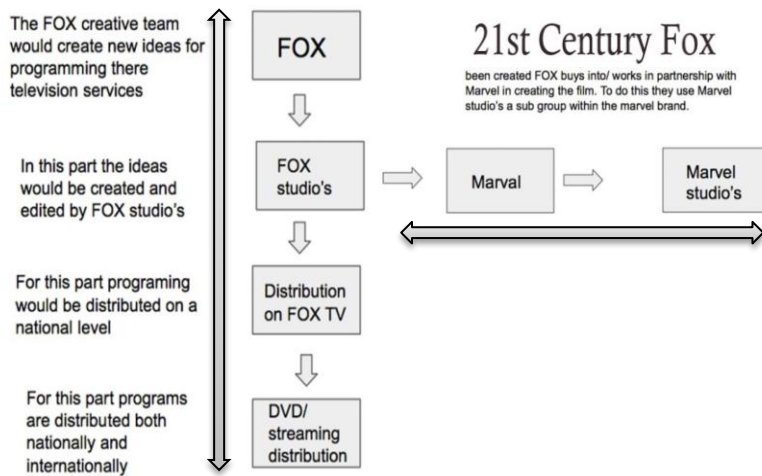 The FOX creative team
would create new ideas for
programming there
television services
FOX
21st Century Fox
been created FOX buys into/ works in partnership with
Marvel in creating the film. To do this they use Marvel
studio's a sub group within the marvel brand.
In this part the ideas
would be created and
edited by FOX studio's
FOX
studio's
Marval
Marvel
studio's
For this part programing
would be distributed on a
national level
Distribution
on FOX TV
For this part programs
are distributed both
nationally and
internationally
DVD/
streaming
distribution